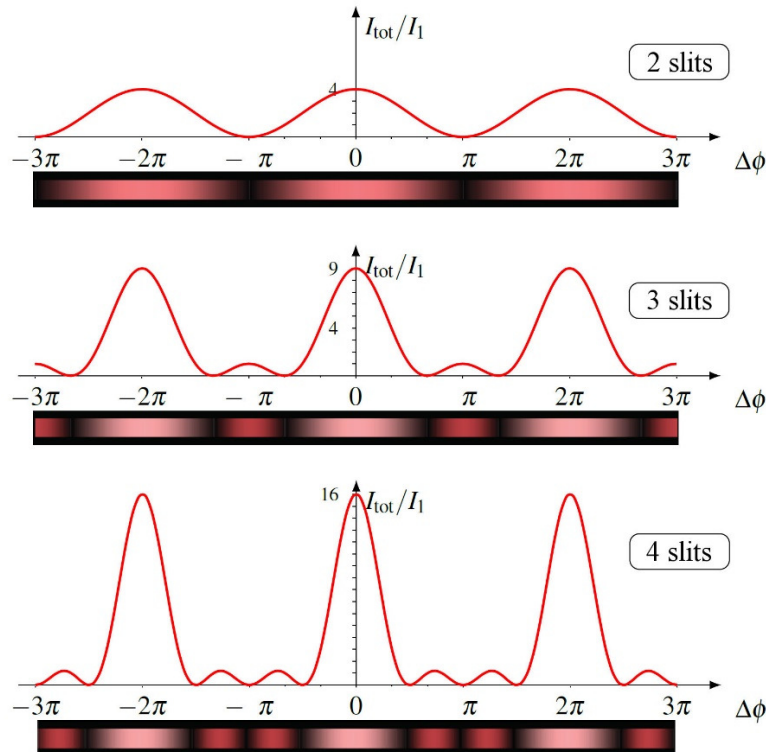 I_tot/I_1
2 slits
4
−3π −2π − π 0 π 2π 3π Δϕ
I_tot/I_1
9
3 slits
4
−3π −2π − π 0 π 2π 3π Δϕ
16 I_tot/I_1
4 slits
−3π −2π − π 0 π 2π 3π Δϕ